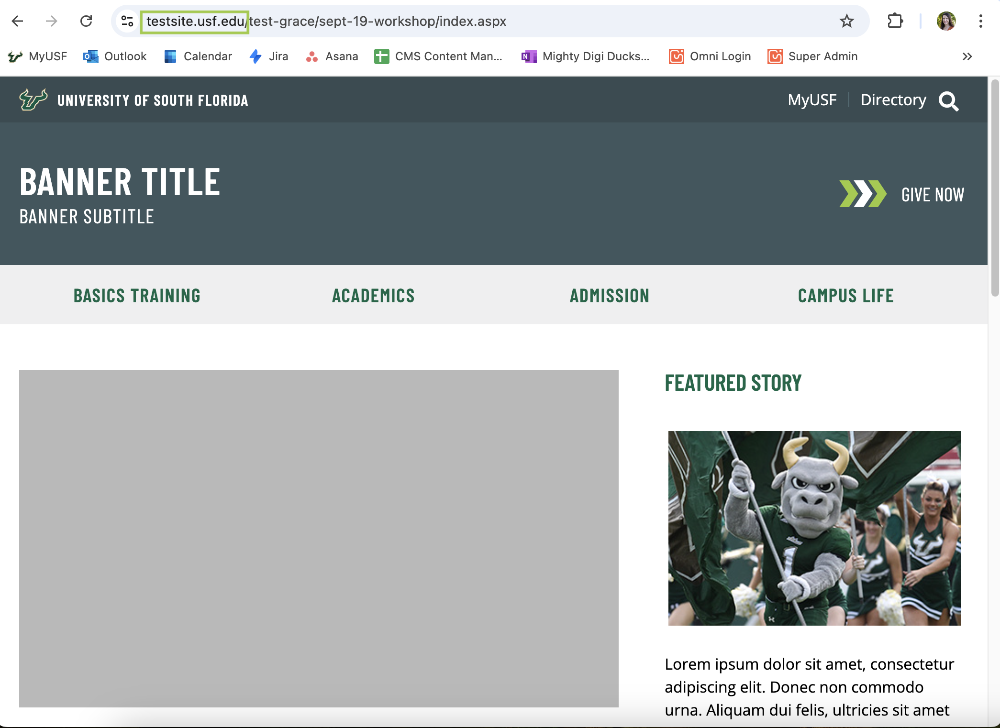 testsite.usf.edu/test-grace/sept-19-workshop/index.aspx
MyUSF Outlook Calendar Jira Asana CMS Content Man... Mighty Digi Ducks... Omni Login Super Admin »
UNIVERSITY OF SOUTH FLORIDA MyUSF Directory
BANNER TITLE
BANNER SUBTITLE
GIVE NOW
BASICS TRAINING ACADEMICS ADMISSION CAMPUS LIFE
FEATURED STORY
1
Lorem ipsum dolor sit amet, consectetur
adipiscing elit. Donec non commodo
urna. Aliquam dui felis, ultricies sit amet